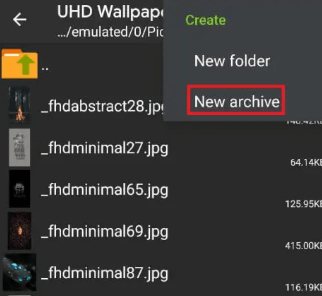 UHD Wallpape
.../emulated/0/Pic
Create
New folder
New archive
..
_fhdabstract28.jpg
_fhdminimal27.jpg
64.14KB
_fhdminimal65.jpg
125.95KB
_fhdminimal69.jpg
415.00KB
_fhdminimal87.jpg
116.19KB